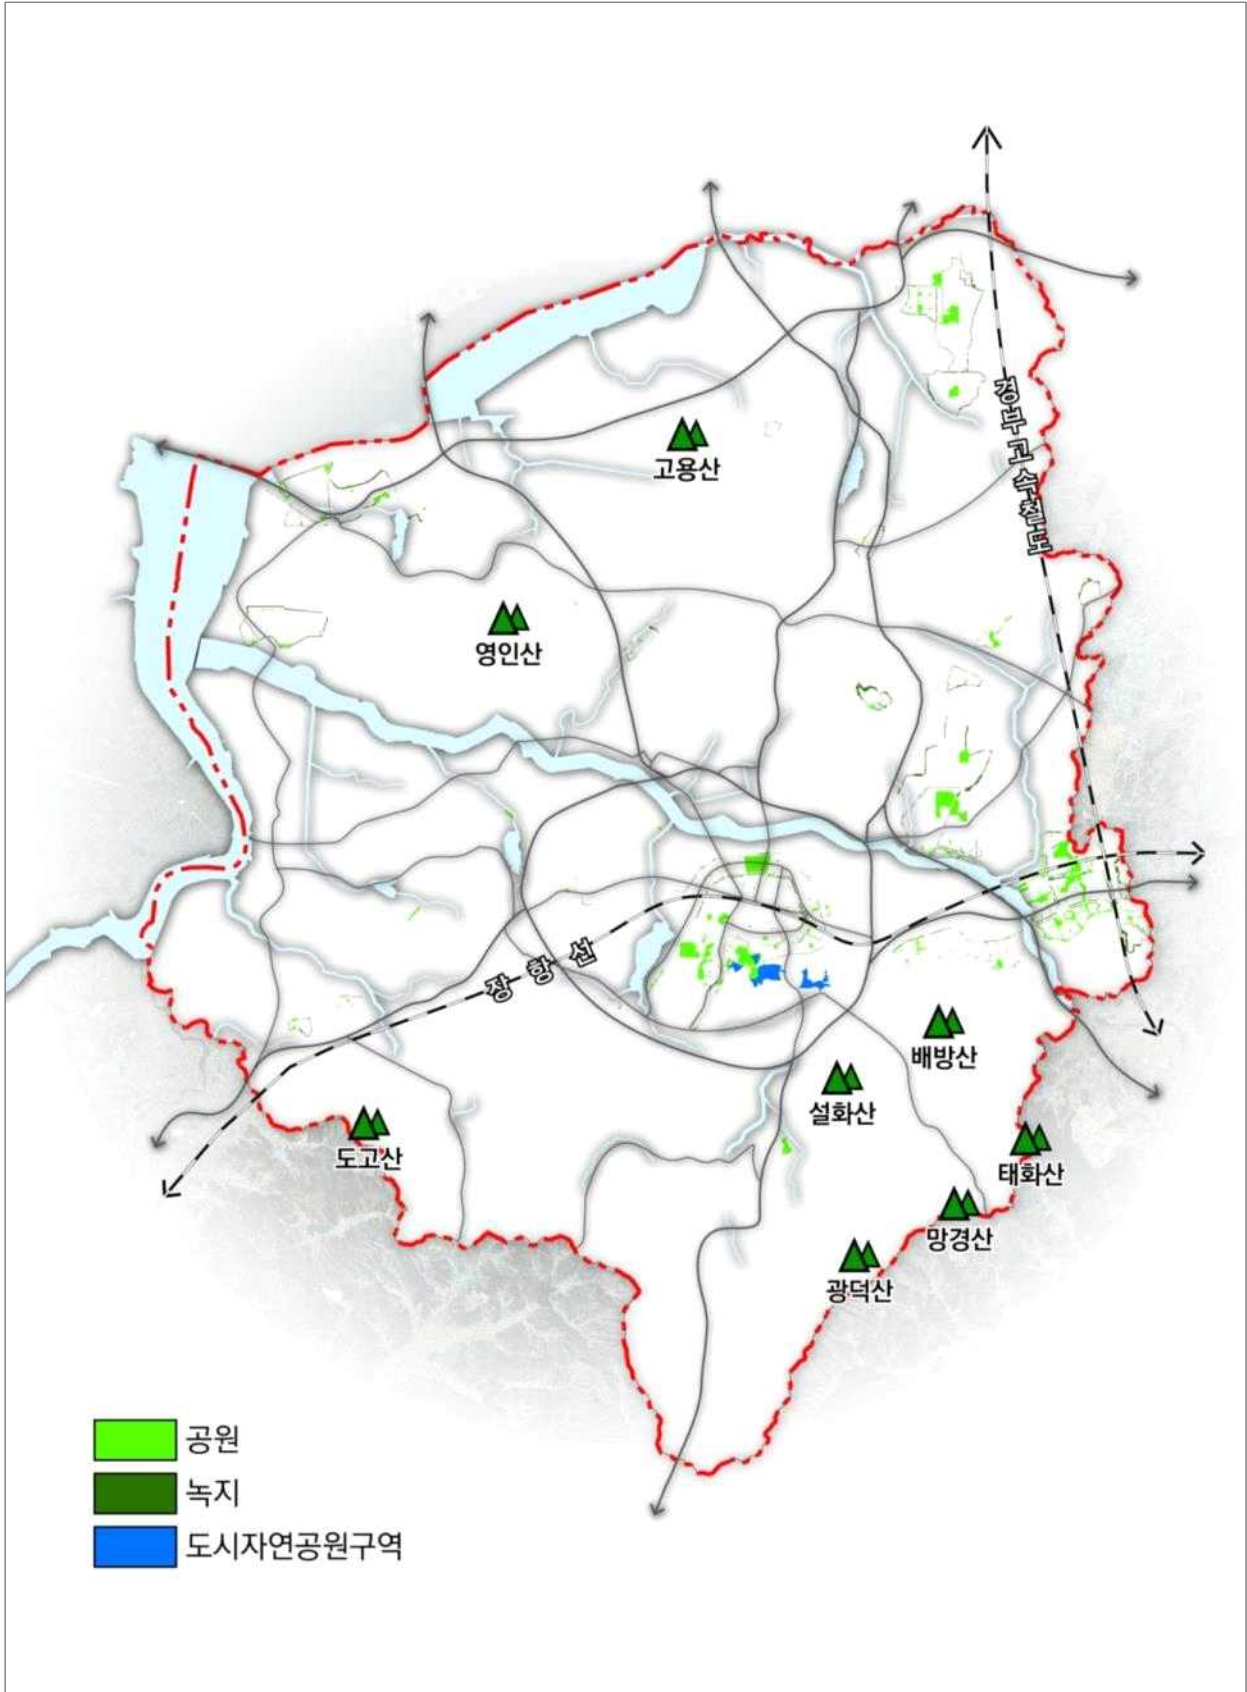 경부고속철도
고용산
영인산
장항선
배방산
설화산
도고산
태화산
망경산
광덕산
공원
녹지
도시자연공원구역